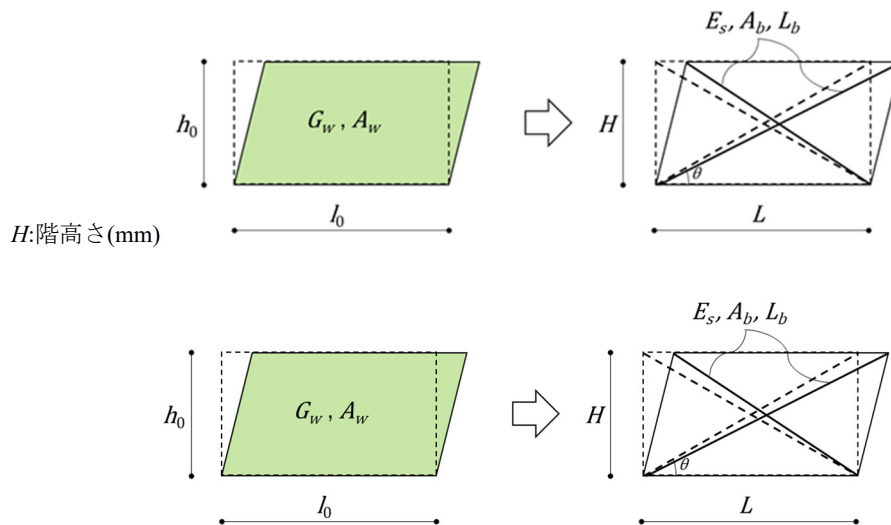 E_s, A_b, L_b
h_0
G_w , A_w
H
θ
l_0
L
H:階高さ(mm)
E_s, A_b, L_b
h_0
G_w , A_w
H
θ
l_0
L